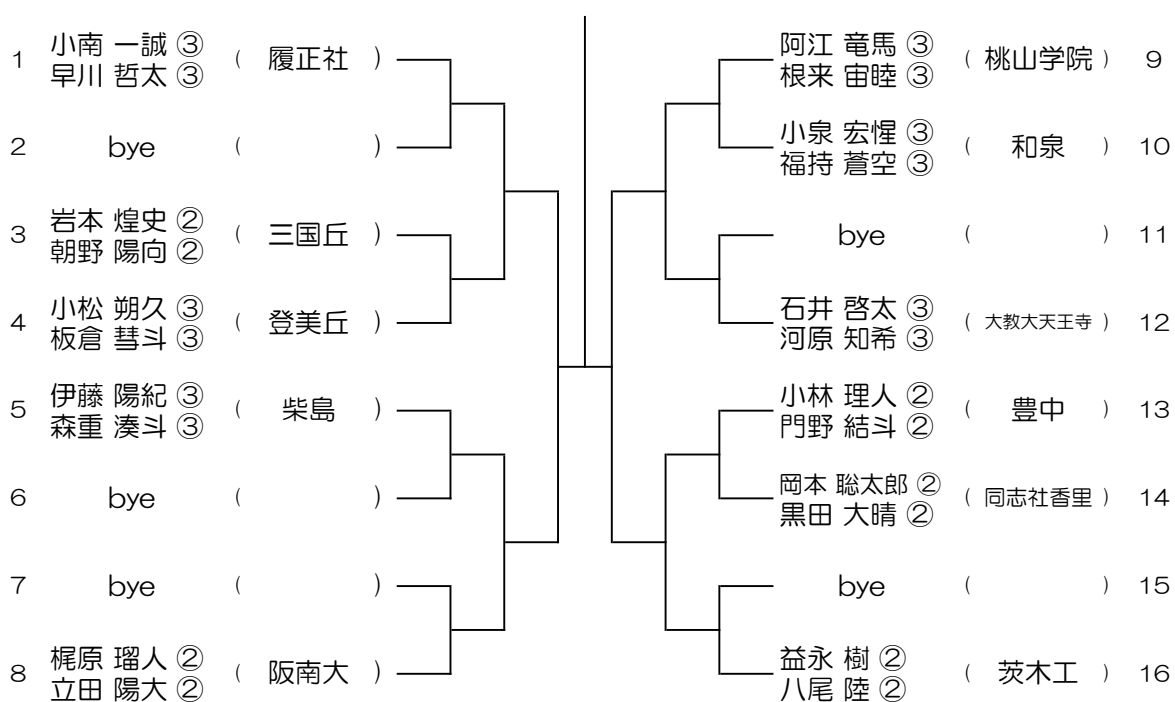 1 小南 一誠 ③ ( 履正社 )
早川 哲太 ③
2 bye ( )
3 岩本 煌史 ② ( 三国丘 )
朝野 陽向 ②
4 小松 朔久 ③ ( 登美丘 )
板倉 彗斗 ③
5 伊藤 陽紀 ③ ( 柴島 )
森重 湊斗 ③
6 bye ( )
7 bye ( )
8 梶原 瑠人 ② ( 阪南大 )
立田 陽大 ②
阿江 竜馬 ③ ( 桃山学院 ) 9
根来 宙睦 ③
小泉 宏惺 ③ ( 和泉 ) 10
福持 蒼空 ③
bye ( ) 11
石井 啓太 ③ ( 大教大天王寺 ) 12
河原 知希 ③
小林 理人 ② ( 豊中 ) 13
門野 結斗 ②
岡本 聡太郎 ② ( 同志社香里 ) 14
黒田 大晴 ②
bye ( ) 15
益永 樹 ② ( 茨木工 ) 16
八尾 陸 ②